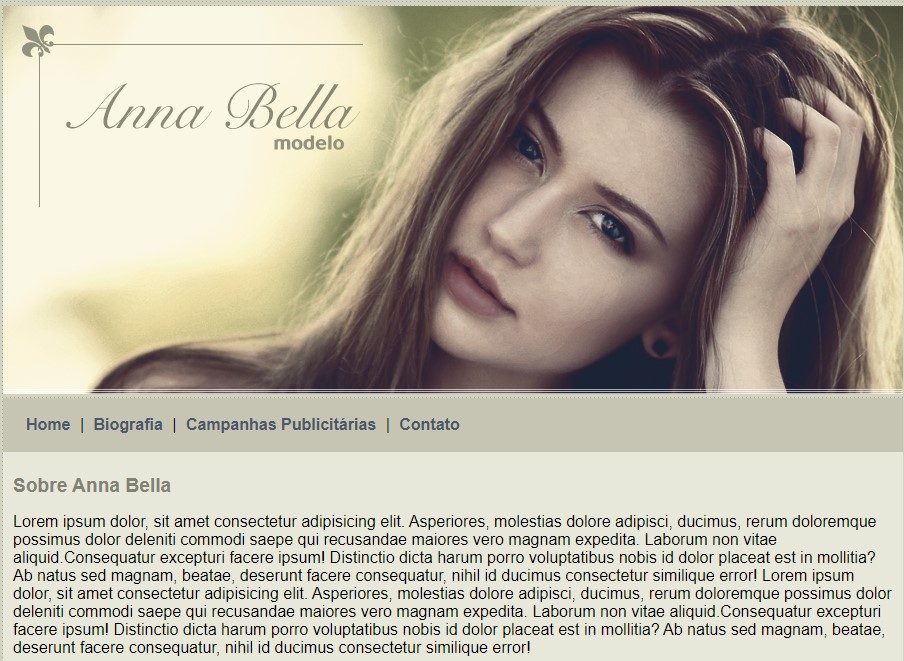 Anna Bella
modelo
Home | Biografia | Campanhas Publicitárias | Contato
Sobre Anna Bella
Lorem ipsum dolor, sit amet consectetur adipisicing elit. Asperiores, molestias dolore adipisci, ducimus, rerum doloremque
possimus dolor deleniti commodi saepe qui recusandae maiores vero magnam expedita. Laborum non vitae
aliquid.Consequatur excepturi facere ipsum! Distinctio dicta harum porro voluptatibus nobis id dolor placeat est in mollitia?
Ab natus sed magnam, beatae, deserunt facere consequatur, nihil id ducimus consectetur similique error! Lorem ipsum
dolor, sit amet consectetur adipisicing elit. Asperiores, molestias dolore adipisci, ducimus, rerum doloremque possimus dolor
deleniti commodi saepe qui recusandae maiores vero magnam expedita. Laborum non vitae aliquid.Consequatur excepturi
facere ipsum! Distinctio dicta harum porro voluptatibus nobis id dolor placeat est in mollitia? Ab natus sed magnam, beatae,
deserunt facere consequatur, nihil id ducimus consectetur similique error!